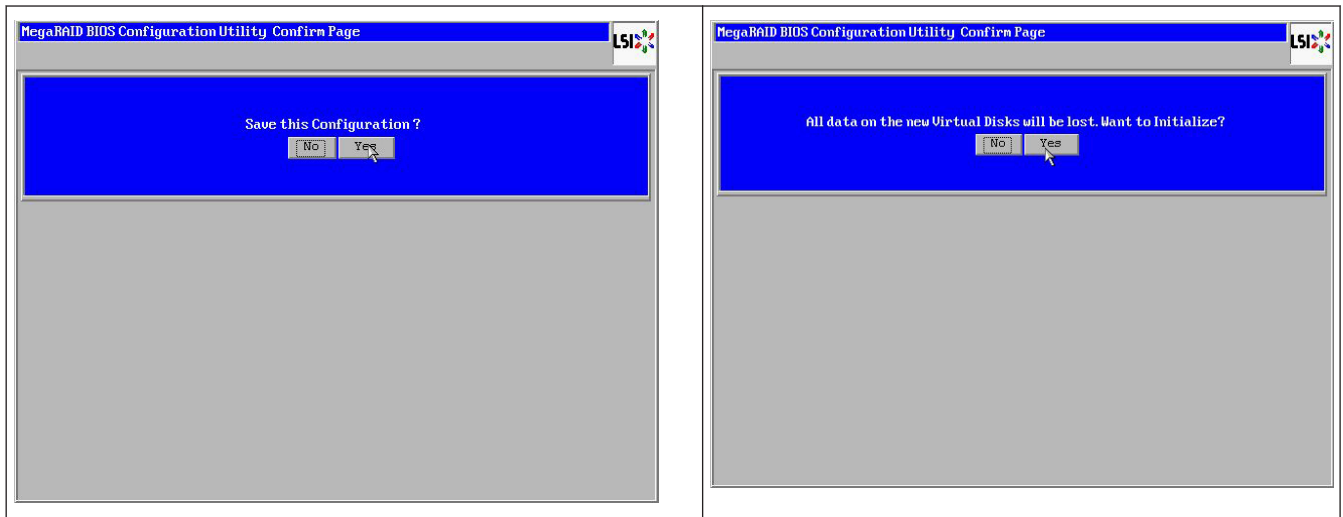 MegaRAID BIOS Configuration Utility Confirm Page
LSI
Save this Configuration ?
No Yes
MegaRAID BIOS Configuration Utility Confirm Page
LSI
All data on the new Virtual Disks will be lost. Want to Initialize?
No Yes